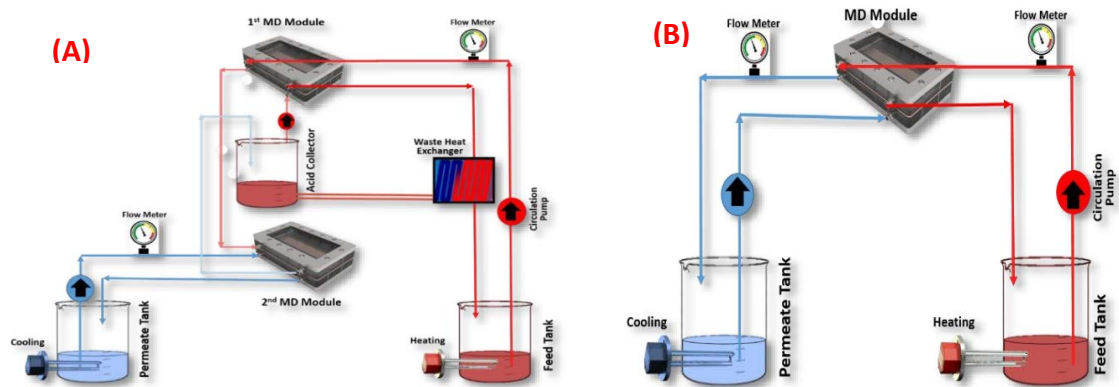 (A)
1st MD Module
Flow Meter
Acid Collector
Waste Heat
Exchanger
Circulation
Pump
Flow Meter
2nd MD Module
Cooling
Permeate Tank
Heating
Feed Tank
(B)
Flow Meter
MD Module
Flow Meter
Circulation
Pump
Cooling
Permeate Tank
Heating
Feed Tank